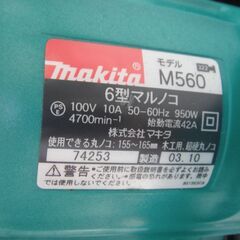 モデル
makita M560
6型マルノコ
100V 10A 50-60Hz 950W
4700min⁻¹ 始動電流42A
株式会社マキタ
使用できる丸ノコ:155~165㎜ 木工用、超硬丸ノコ
74253 製造 03.10
警告